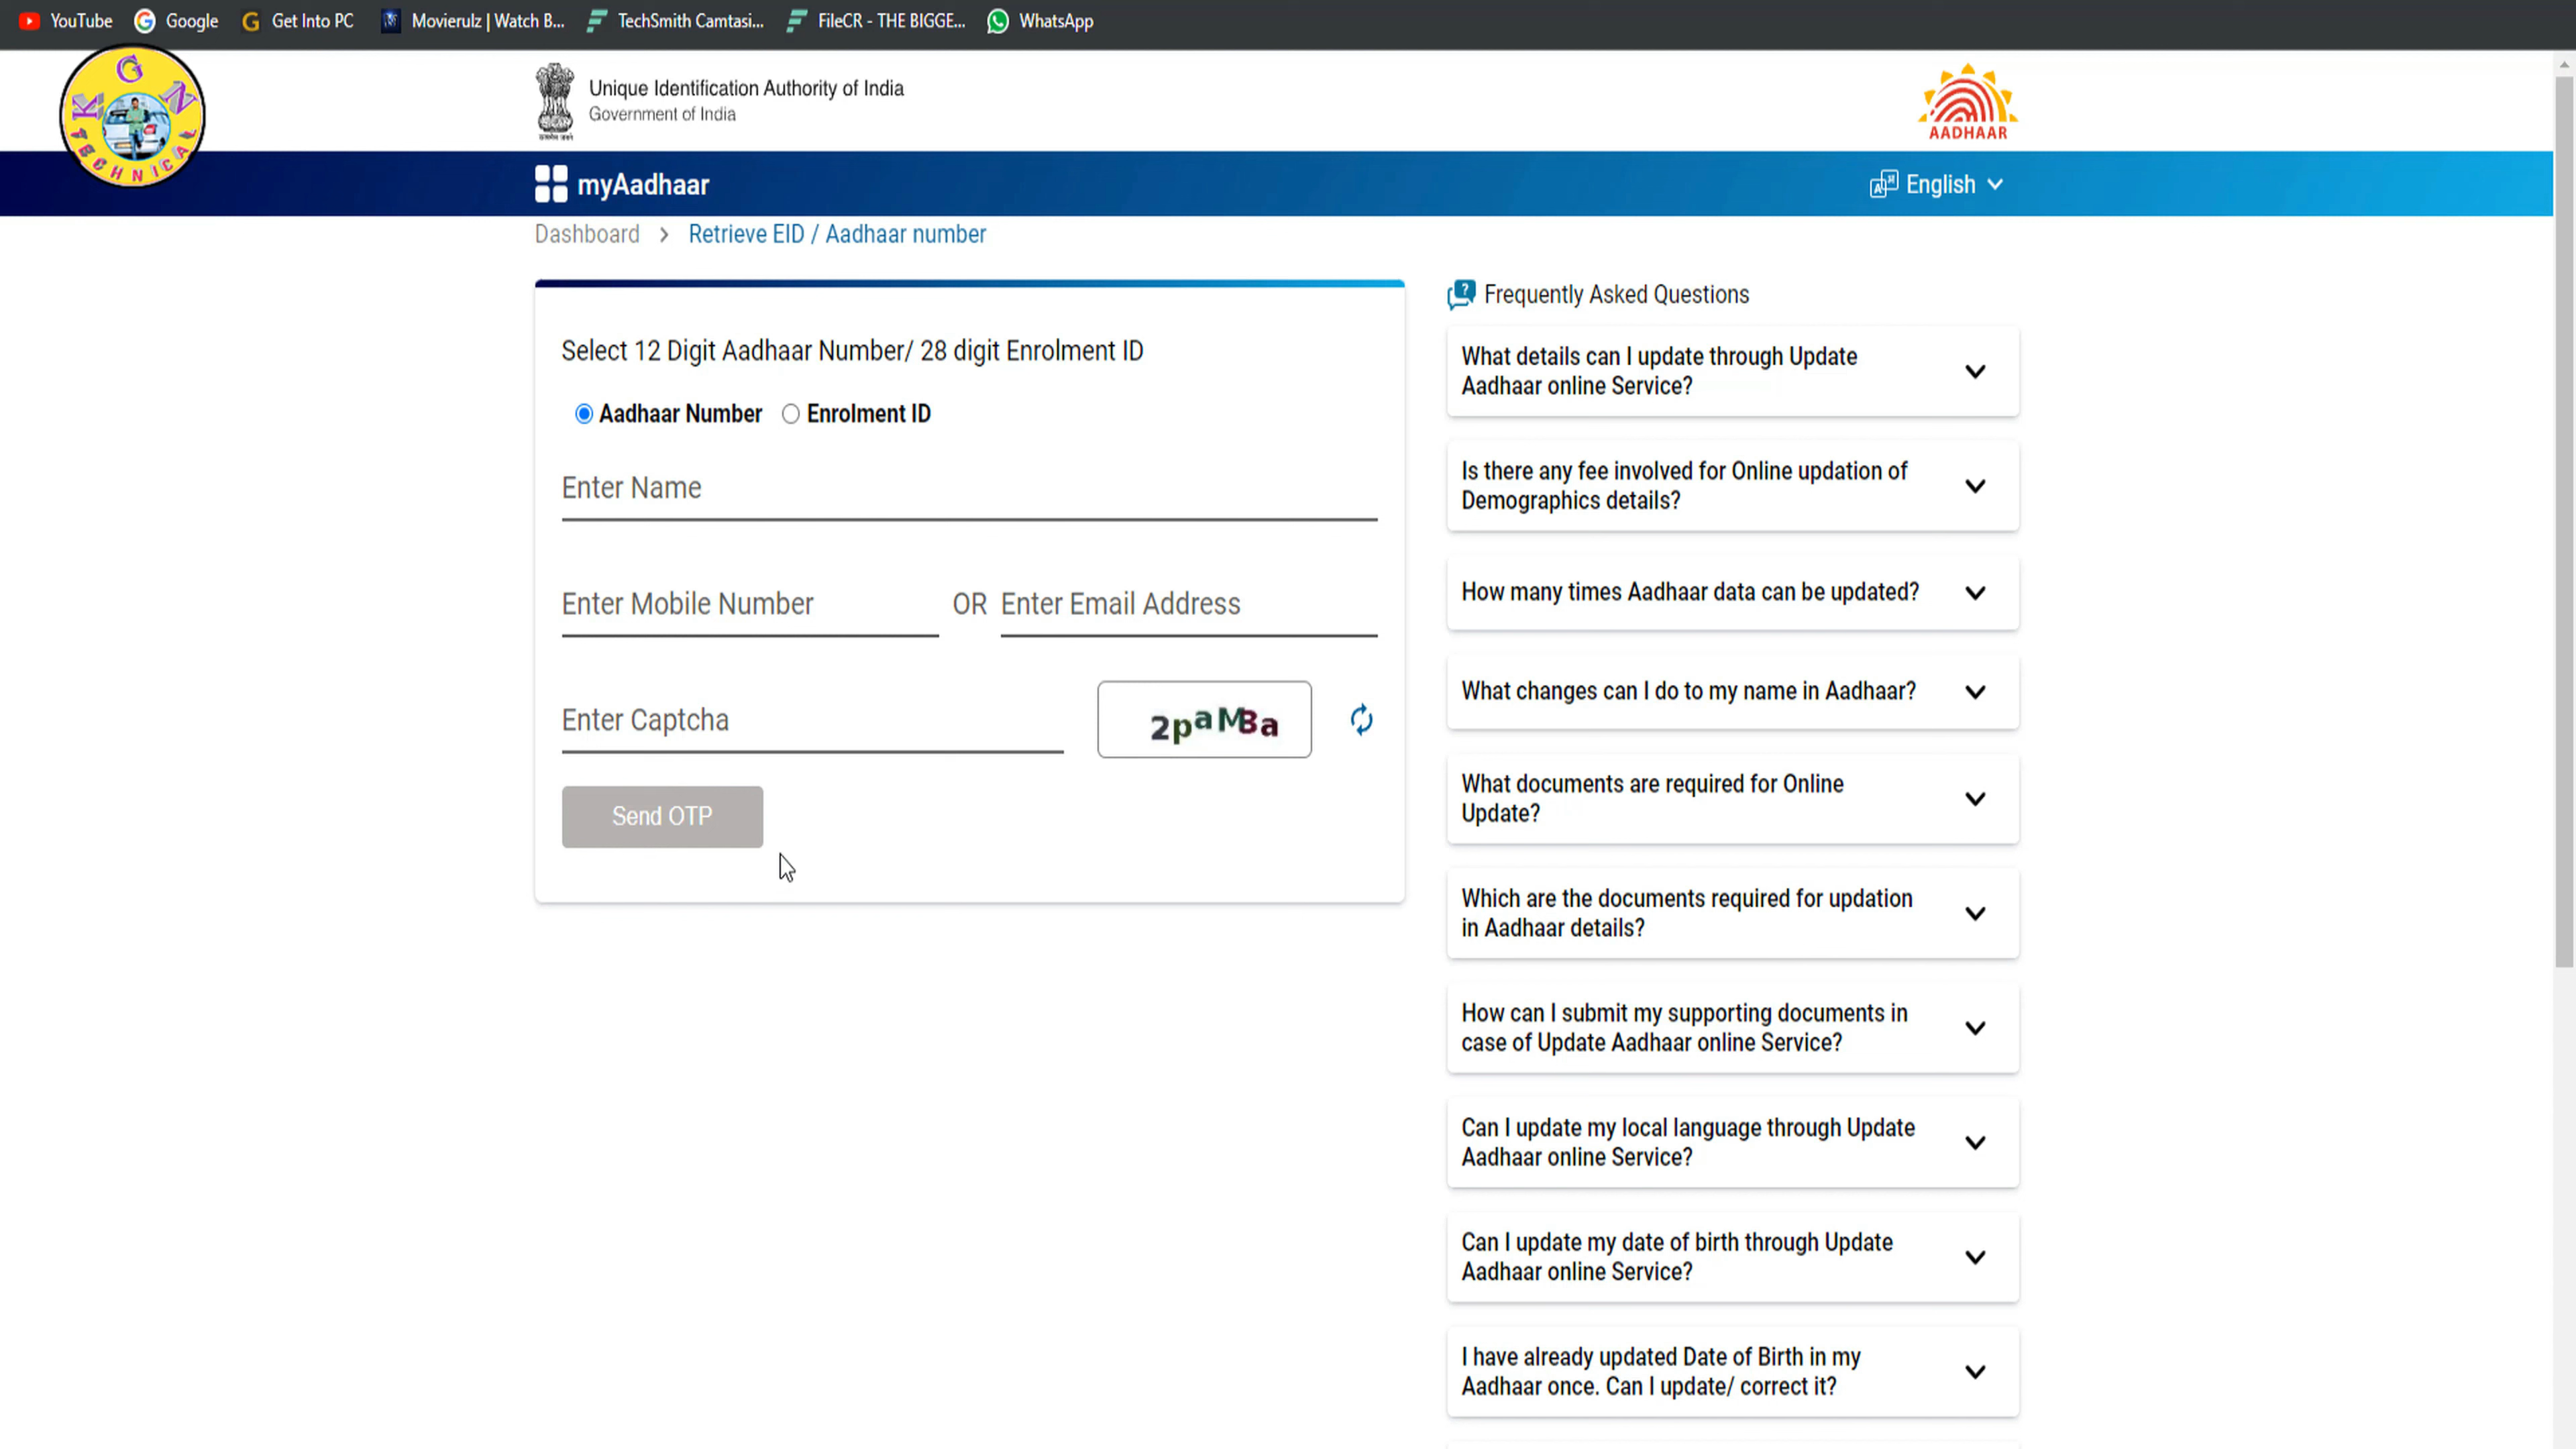 YouTube Google Get Into PC Movierulz | Watch B... TechSmith Camtasi... FileCR - THE BIGGE... WhatsApp
KGN
TECHNICAL
Unique Identification Authority of India
Government of India
AADHAAR
myAadhaar
English
Dashboard > Retrieve EID / Aadhaar number
Select 12 Digit Aadhaar Number/ 28 digit Enrolment ID
Aadhaar Number Enrolment ID
Enter Name
Enter Mobile Number OR Enter Email Address
Enter Captcha
2paMBa
Send OTP
Frequently Asked Questions
What details can I update through Update
Aadhaar online Service?
Is there any fee involved for Online updation of
Demographics details?
How many times Aadhaar data can be updated?
What changes can I do to my name in Aadhaar?
What documents are required for Online
Update?
Which are the documents required for updation
in Aadhaar details?
How can I submit my supporting documents in
case of Update Aadhaar online Service?
Can I update my local language through Update
Aadhaar online Service?
Can I update my date of birth through Update
Aadhaar online Service?
I have already updated Date of Birth in my
Aadhaar once. Can I update/ correct it?